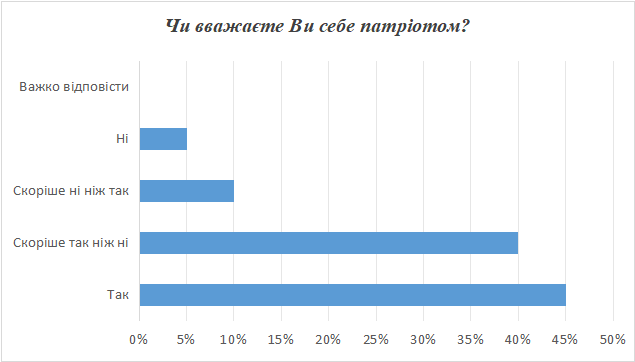 Чи вважаєте Ви себе патріотом?
Важко відповісти
Ні
Скоріше ні ніж так
Скоріше так ніж ні
Так
0% 5% 10% 15% 20% 25% 30% 35% 40% 45% 50%